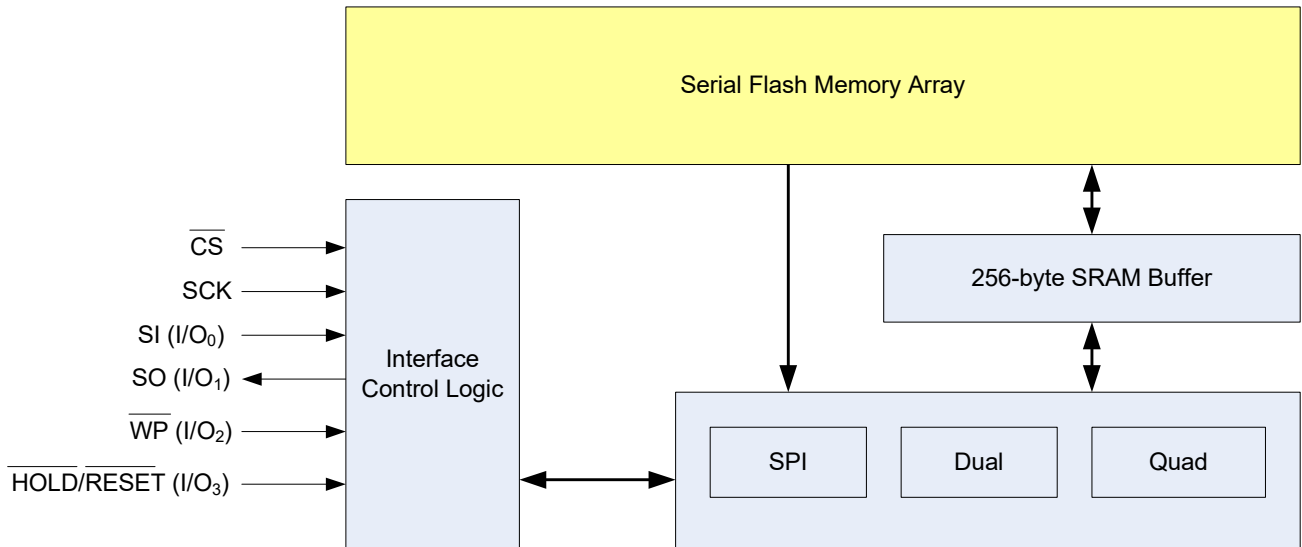 Serial Flash Memory Array
CS
SCK
SI (I/O₀)
SO (I/O₁)
WP (I/O₂)
HOLD/RESET (I/O₃)
Interface
Control Logic
256-byte SRAM Buffer
SPI
Dual
Quad